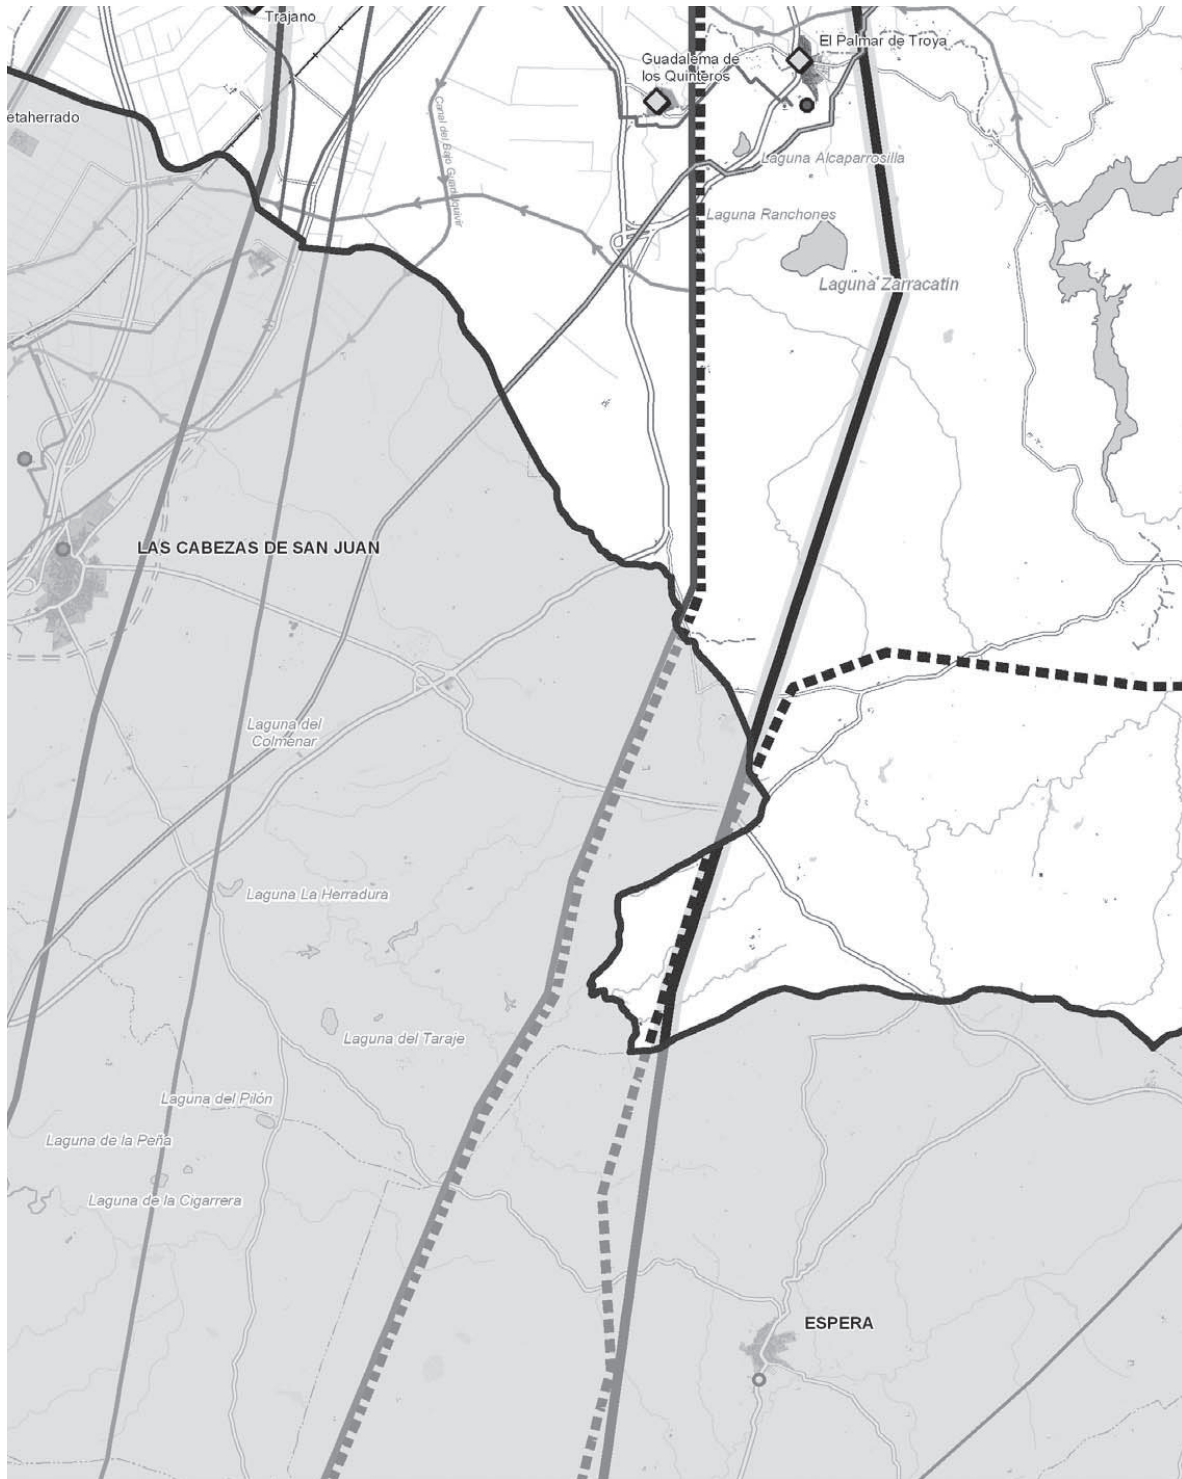 Trajano
El Palmar de Troya
Guadalema de
los Quinteros
etaherrado
Canal del Bajo Guadalquivir
Laguna Alcaparrosilla
Laguna Ranchones
Laguna Zarracatín
LAS CABEZAS DE SAN JUAN
Laguna del
Colmenar
Laguna La Herradura
Laguna del Taraje
Laguna del Pilón
Laguna de la Peña
Laguna de la Cigarrera
ESPERA